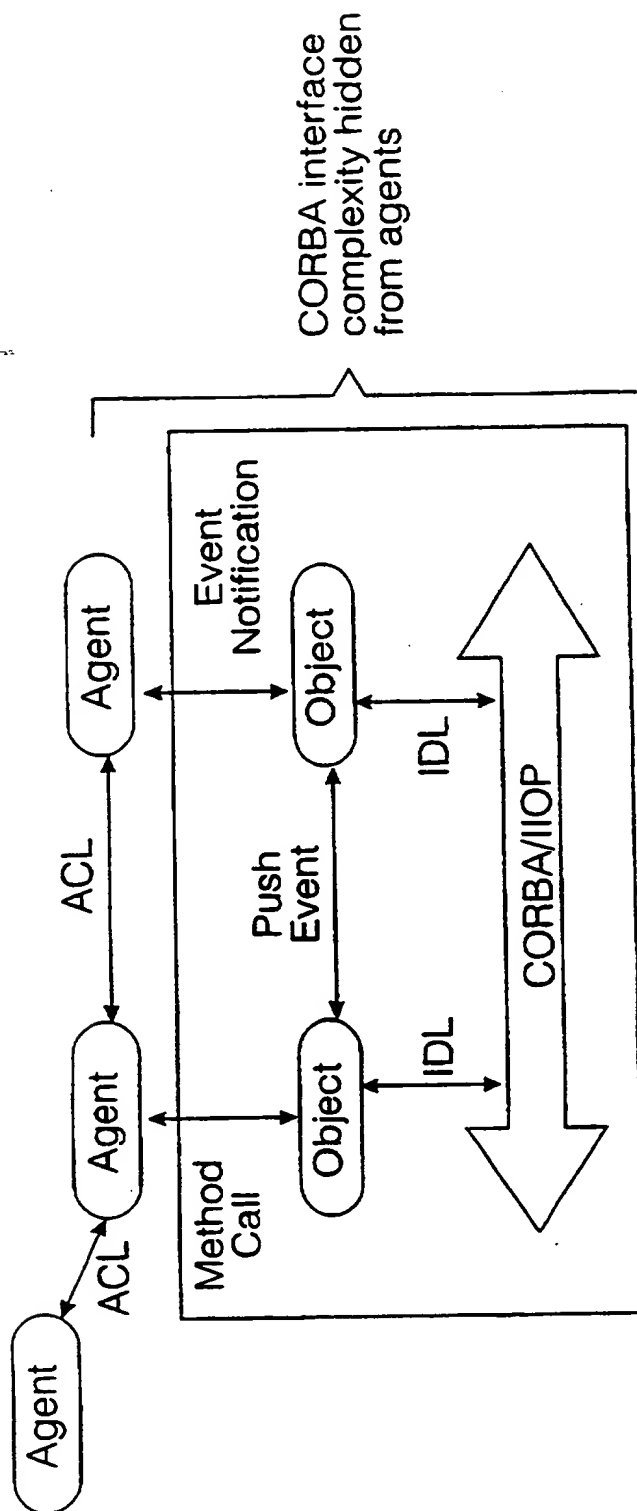 Agent
ACL
Agent
ACL
Agent
Method
Call
Event
Notification
Object
Push
Event
Object
IDL
IDL
CORBA/IIOP
CORBA interface
complexity hidden
from agents